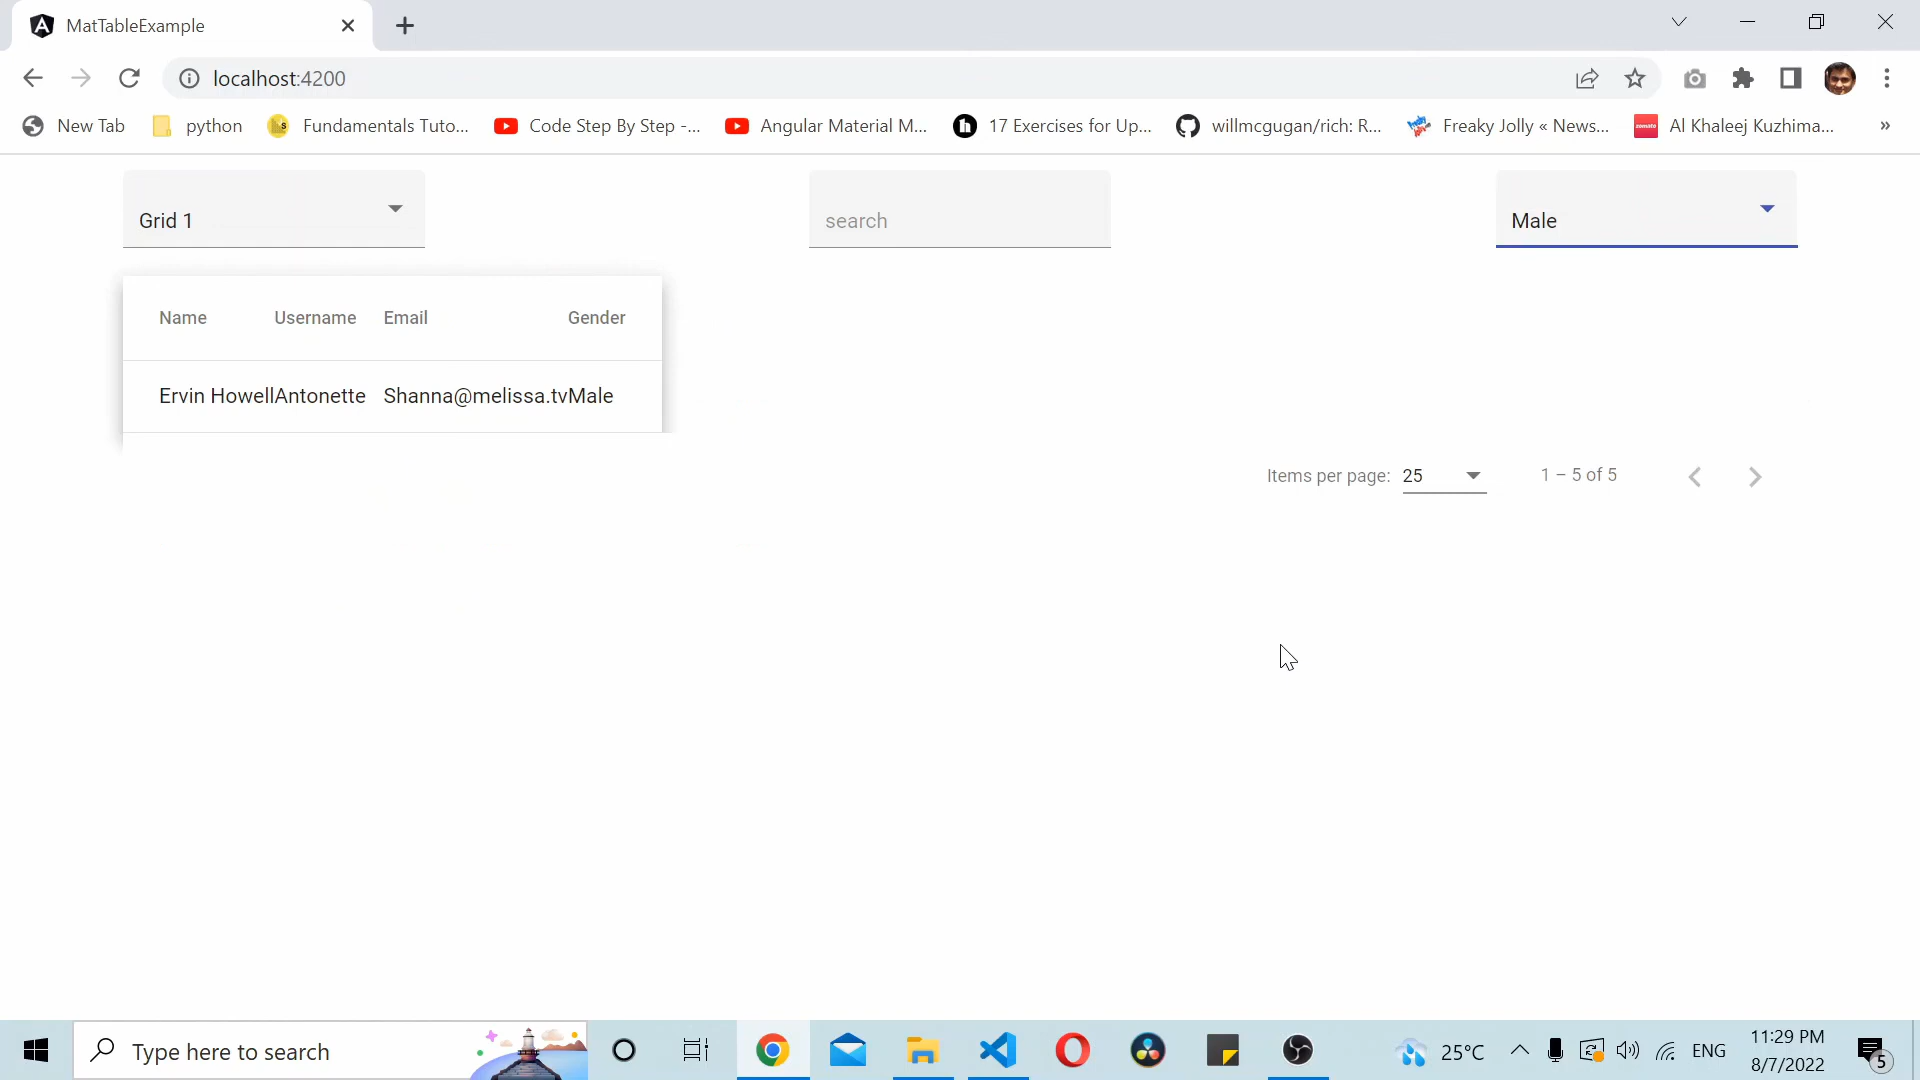 MatTableExample
localhost:4200
New Tab python Fundamentals Tuto... Code Step By Step -... Angular Material M... 17 Exercises for Up... willmcgugan/rich: R... Freaky Jolly « News... zomato Al Khaleej Kuzhima... »
Grid 1 search Male
Name Username Email Gender
Ervin HowellAntonette Shanna@melissa.tvMale
Items per page: 25 1 – 5 of 5
Type here to search 25°C ENG 11:29 PM
8/7/2022 5